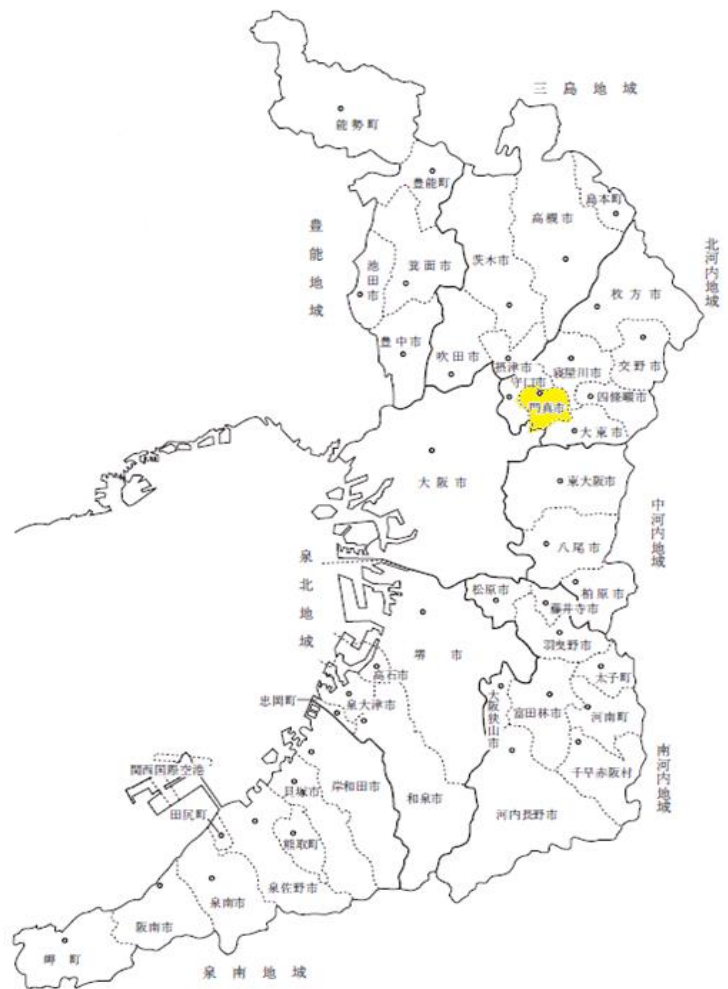 三島地域
能勢町
豊能町
島本町
高槻市
豊能地域
池田市
箕面市
茨木市
北河内地域
枚方市
豊中市
吹田市
摂津市
寝屋川市
交野市
守口市
門真市
四條畷市
大東市
大阪市
東大阪市
中河内地域
八尾市
泉北地域
松原市
柏原市
藤井寺市
堺市
羽曳野市
高石市
太子町
忠岡町
泉大津市
大阪狭山市
富田林市
河南町
関西国際空港
貝塚市
岸和田市
和泉市
千早赤阪村
南河内地域
田尻町
河内長野市
熊取町
泉佐野市
泉南市
阪南市
岬町
泉南地域